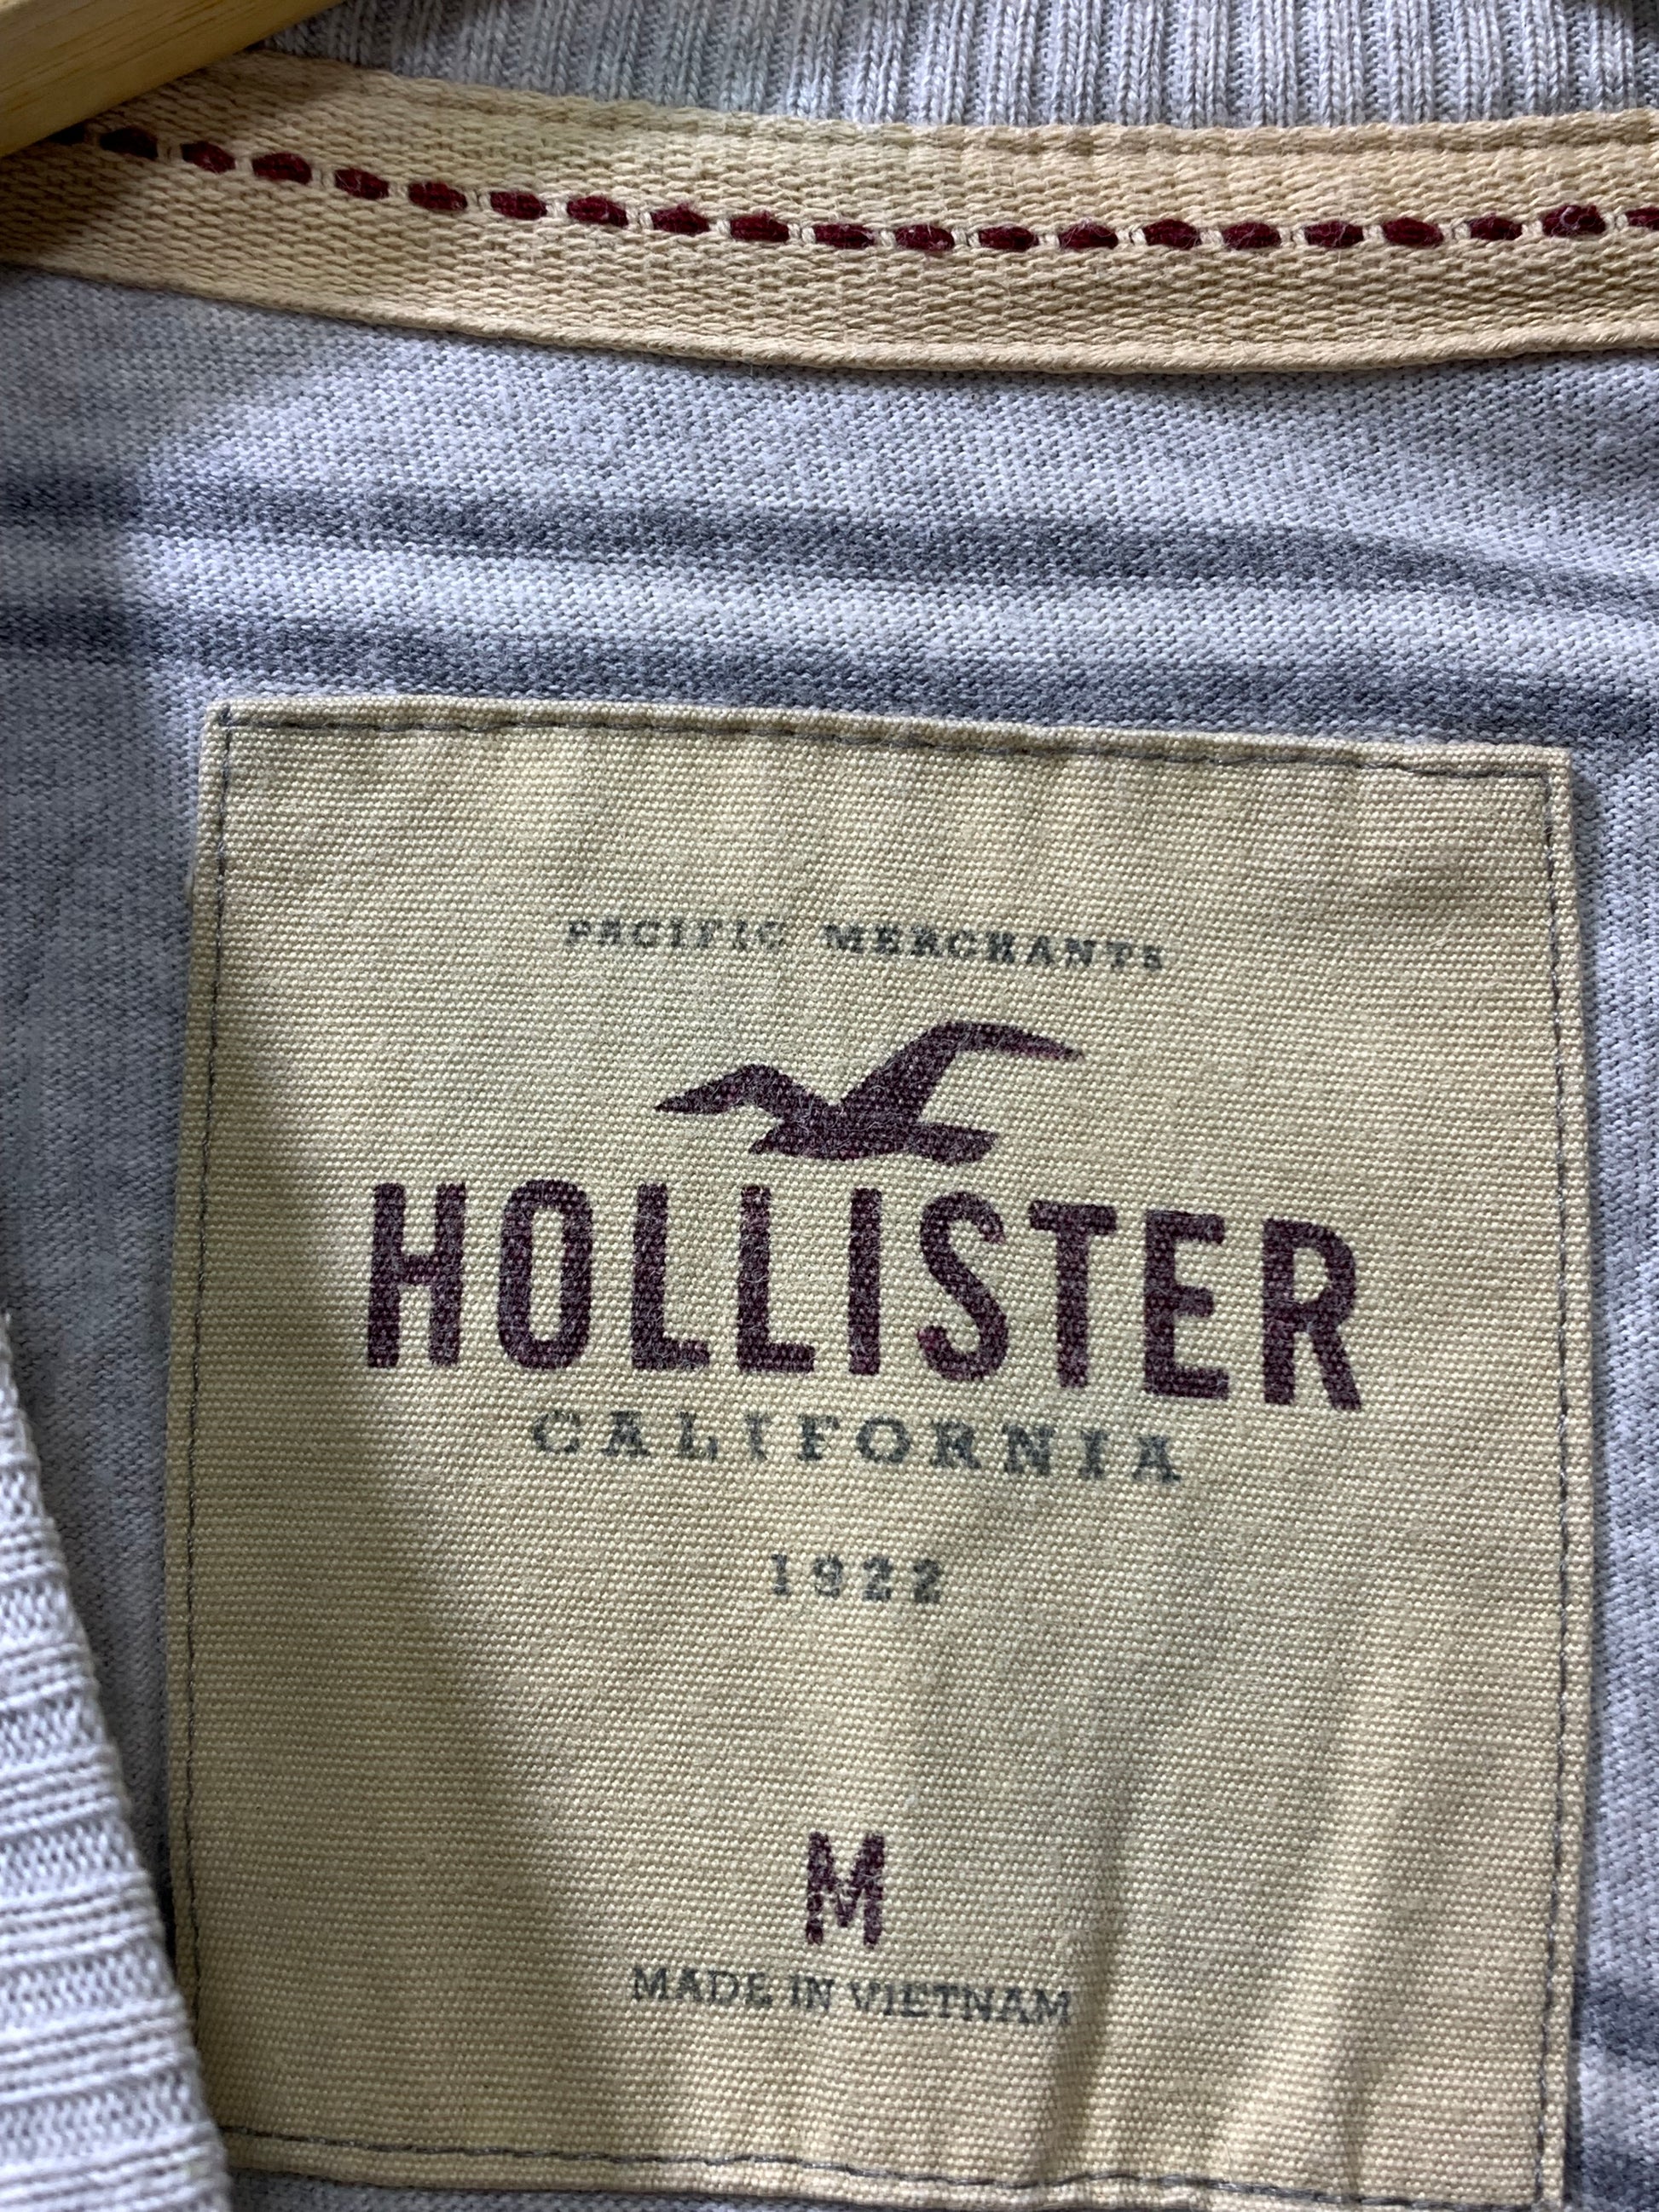 PACIFIC MERCHANTS
HOLLISTER
CALIFORNIA
1922
M
MADE IN VIETNAM